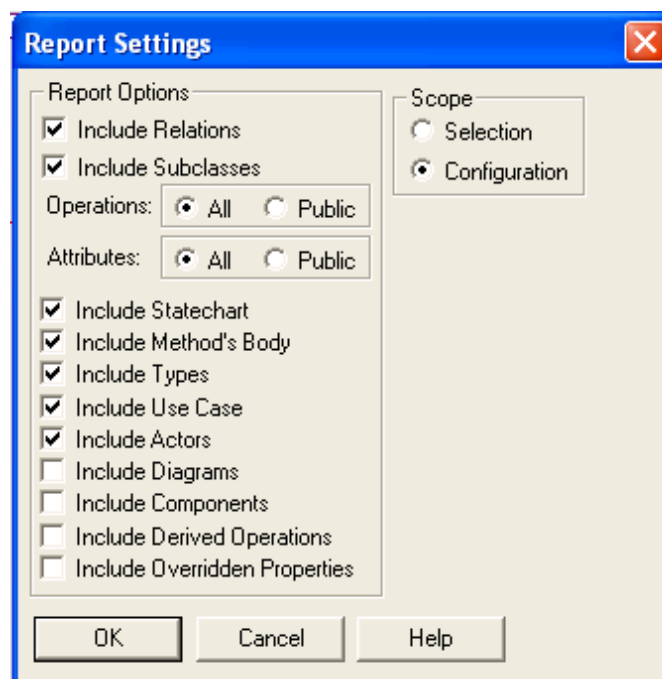 Report Settings
Report Options
Include Relations
Include Subclasses
Operations: All Public
Attributes: All Public
Include Statechart
Include Method's Body
Include Types
Include Use Case
Include Actors
Include Diagrams
Include Components
Include Derived Operations
Include Overridden Properties
Scope
Selection
Configuration
OK Cancel Help